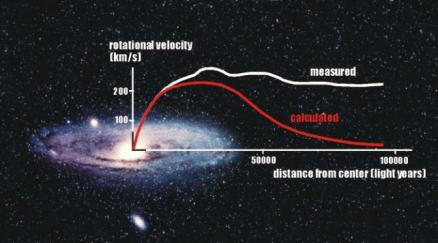 rotational velocity
(km/s)
measured
200
calculated
100
50000
100000
distance from center (light years)